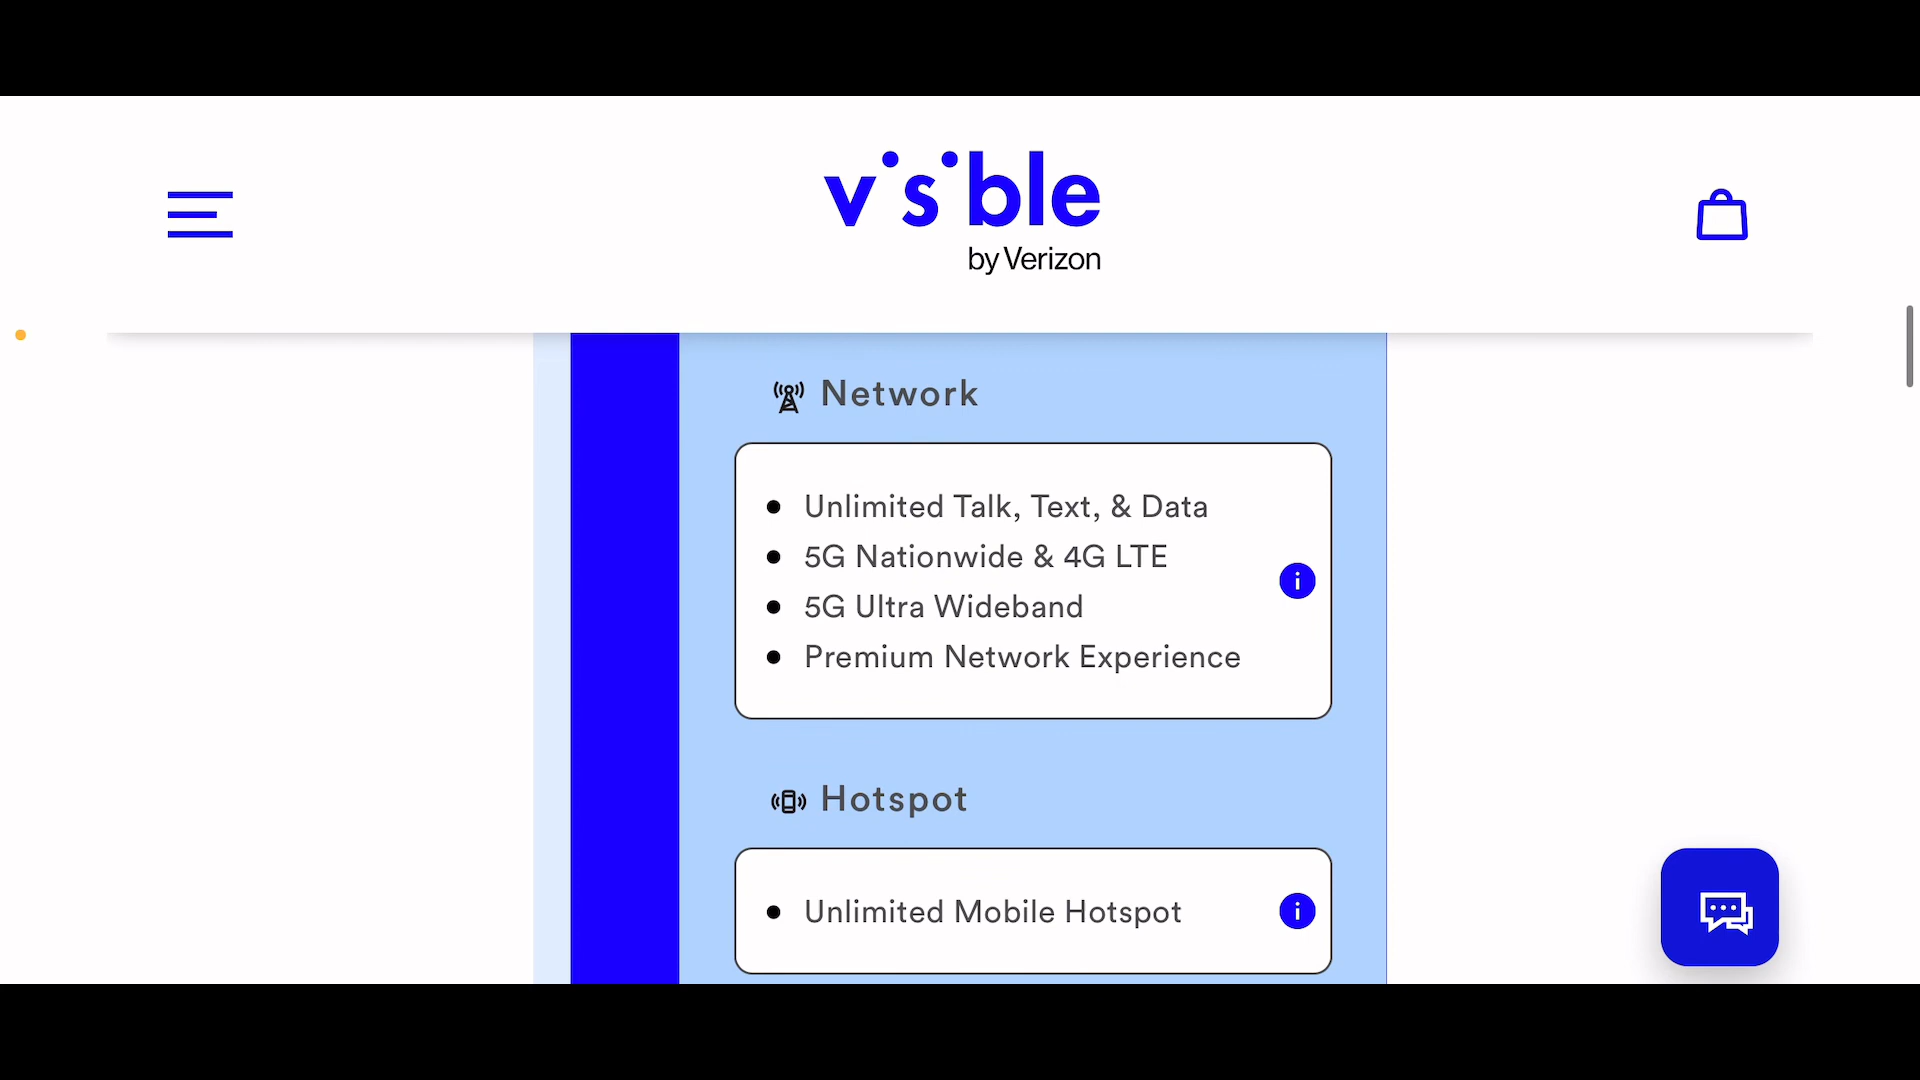 visible
by Verizon
Network
Unlimited Talk, Text, & Data
5G Nationwide & 4G LTE
5G Ultra Wideband
Premium Network Experience
Hotspot
Unlimited Mobile Hotspot